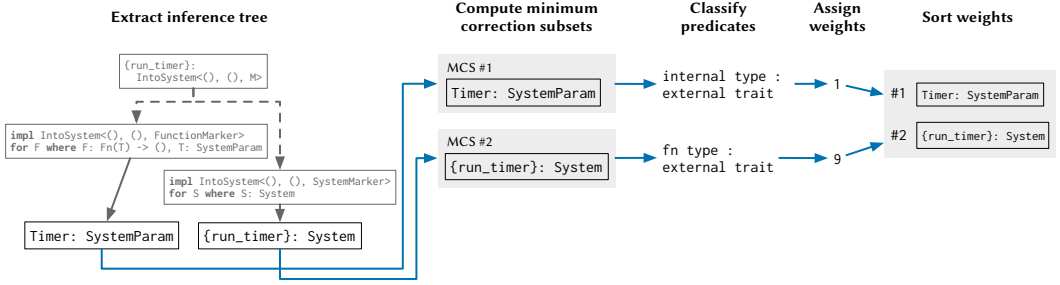 Extract inference tree
Compute minimum
correction subsets
Classify
predicates
Assign
weights
Sort weights
{run_timer}:
IntoSystem<(), (), M>
impl IntoSystem<(), (), FunctionMarker>
for F where F: Fn(T) -> (), T: SystemParam
impl IntoSystem<(), (), SystemMarker>
for S where S: System
Timer: SystemParam
{run_timer}: System
MCS #1
Timer: SystemParam
MCS #2
{run_timer}: System
internal type :
external trait
fn type :
external trait
1
9
#1 Timer: SystemParam
#2 {run_timer}: System